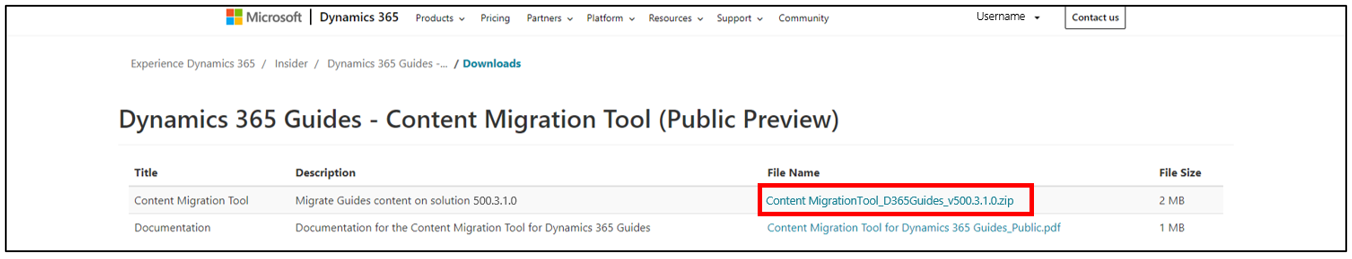 Microsoft | Dynamics 365 Products Pricing Partners Platform Resources Support Community Username Contact us
Experience Dynamics 365 / Insider / Dynamics 365 Guides -... / Downloads
Dynamics 365 Guides - Content Migration Tool (Public Preview)
Title Description File Name File Size
Content Migration Tool Migrate Guides content on solution 500.3.1.0 Content MigrationTool_D365Guides_v500.3.1.0.zip 2 MB
Documentation Documentation for the Content Migration Tool for Dynamics 365 Guides Content Migration Tool for Dynamics 365 Guides_Public.pdf 1 MB